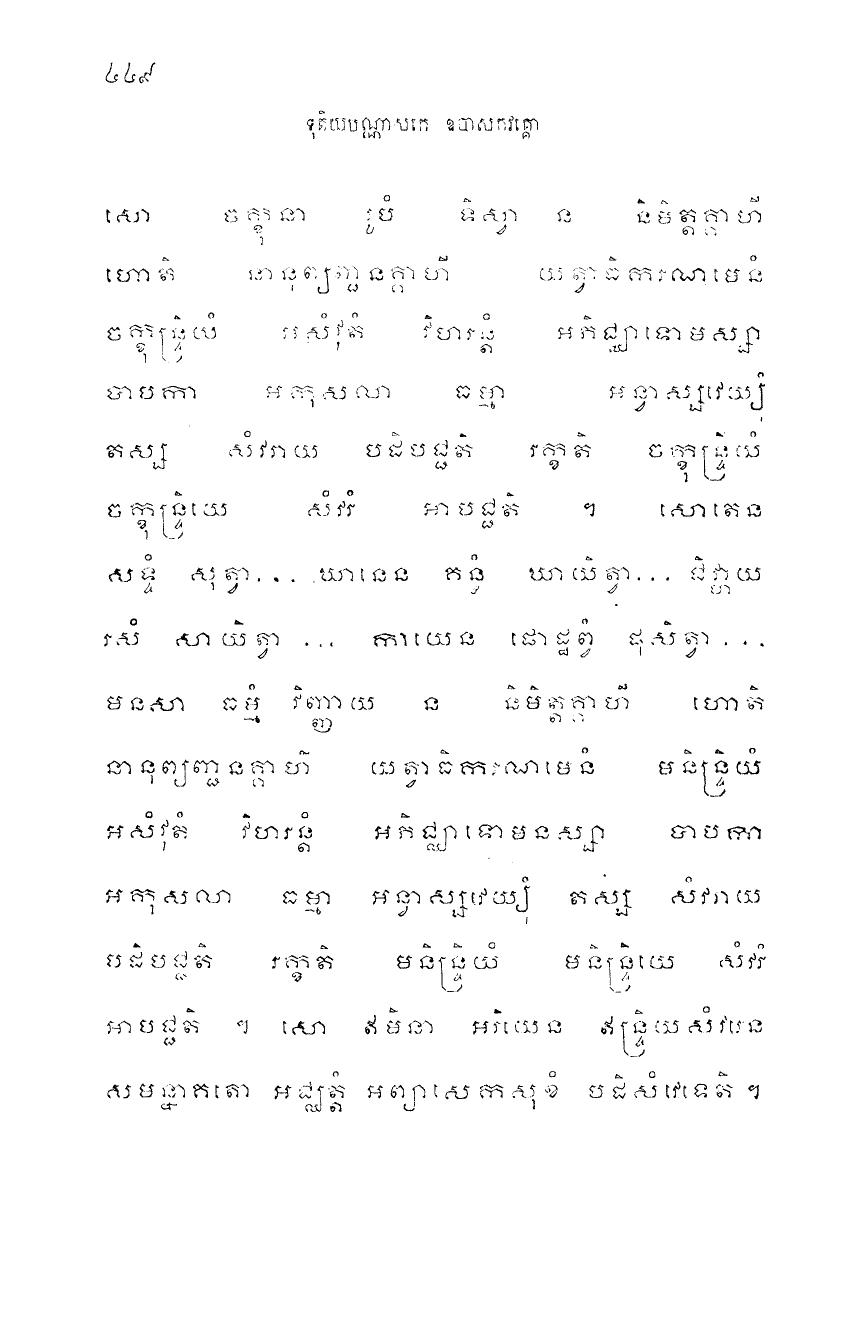 ៤៤៩
ទុតិយបណ្ណាសកេ ឧបាសកវគ្គោ
សោ ចក្ខុនា រូបំ ទិស្វា ន និមិត្តគ្គាហី
ហោតិ នានុព្យញ្ជនគ្គាហី យត្វាធិករណមេនំ
ចក្ខុន្ទ្រិយំ អសំវុតំ វិហរន្តំ អភិជ្ឈាទោមនស្សា
បាបកា អកុសលា ធម្មា អន្វាស្សវេយ្យុំ
តស្ស សំវរាយ បដិបជ្ជតិ រក្ខតិ ចក្ខុន្ទ្រិយំ
ចក្ខុន្ទ្រិយេ សំវរំ អាបជ្ជតិ ។ សោតេន
សទ្ទំ សុត្វា... ឃានេន គន្ធំ ឃាយិត្វា... ជិវ្ហាយ
រសំ សាយិត្វា ... កាយេន ផោដ្ឋព្វំ ផុសិត្វា ...
មនសា ធម្មំ វិញ្ញាយ ន និមិត្តគ្គាហី ហោតិ
នានុព្យញ្ជនគ្គាហី យត្វាធិករណមេនំ មនិន្ទ្រិយំ
អសំវុតំ វិហរន្តំ អភិជ្ឈាទោមនស្សា បាបកា
អកុសលា ធម្មា អន្វាស្សវេយ្យុំ តស្ស សំវរាយ
បដិបជ្ជតិ រក្ខតិ មនិន្ទ្រិយំ មនិន្ទ្រិយេ សំវរំ
អាបជ្ជតិ ។ សោ ឥមិនា អរិយេន ឥន្ទ្រិយសំវរេន
សមន្នាគតោ អជ្ឈត្តំ អព្យាសេកសុខំ បដិសំវេទេតិ ។